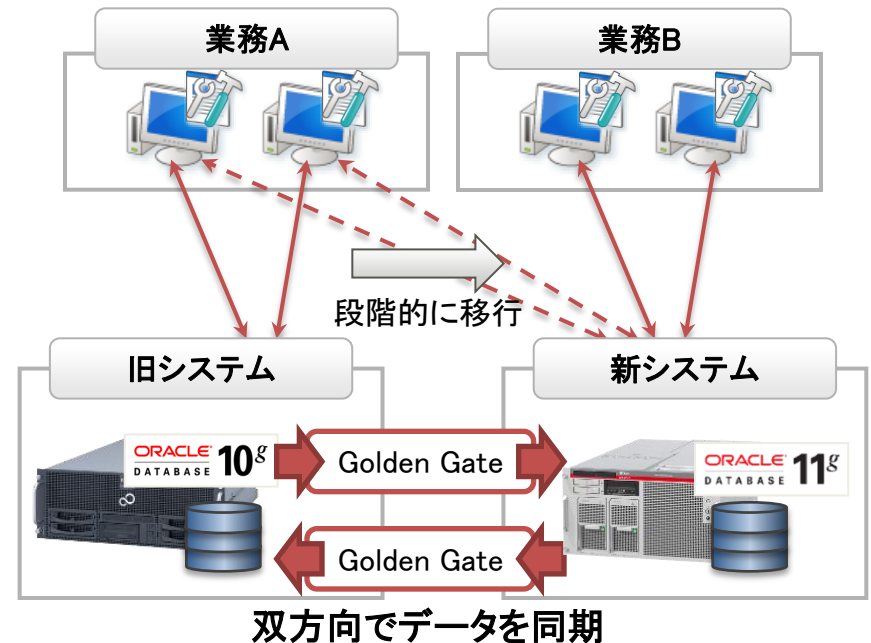 業務A
業務B
段階的に移行
旧システム
新システム
ORACLE
DATABASE 10g
Golden Gate
ORACLE
DATABASE 11g
Golden Gate
双方向でデータを同期